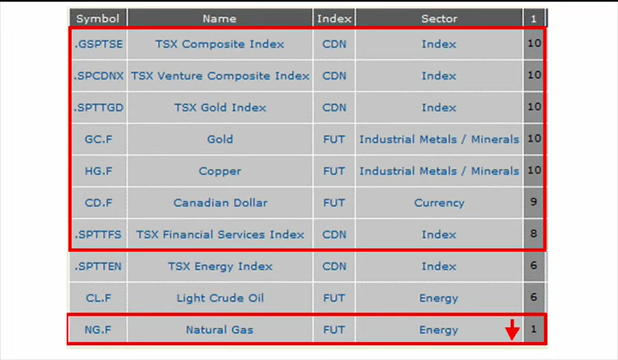 Symbol Name Index Sector 1
.GSPTSE TSX Composite Index CDN Index 10
.SPCDNX TSX Venture Composite Index CDN Index 10
.SPTTGD TSX Gold Index CDN Index 10
GC.F Gold FUT Industrial Metals / Minerals 10
HG.F Copper FUT Industrial Metals / Minerals 10
CD.F Canadian Dollar FUT Currency 9
.SPTTFS TSX Financial Services Index CDN Index 8
.SPTTEN TSX Energy Index CDN Index 6
CL.F Light Crude Oil FUT Energy 6
NG.F Natural Gas FUT Energy 1